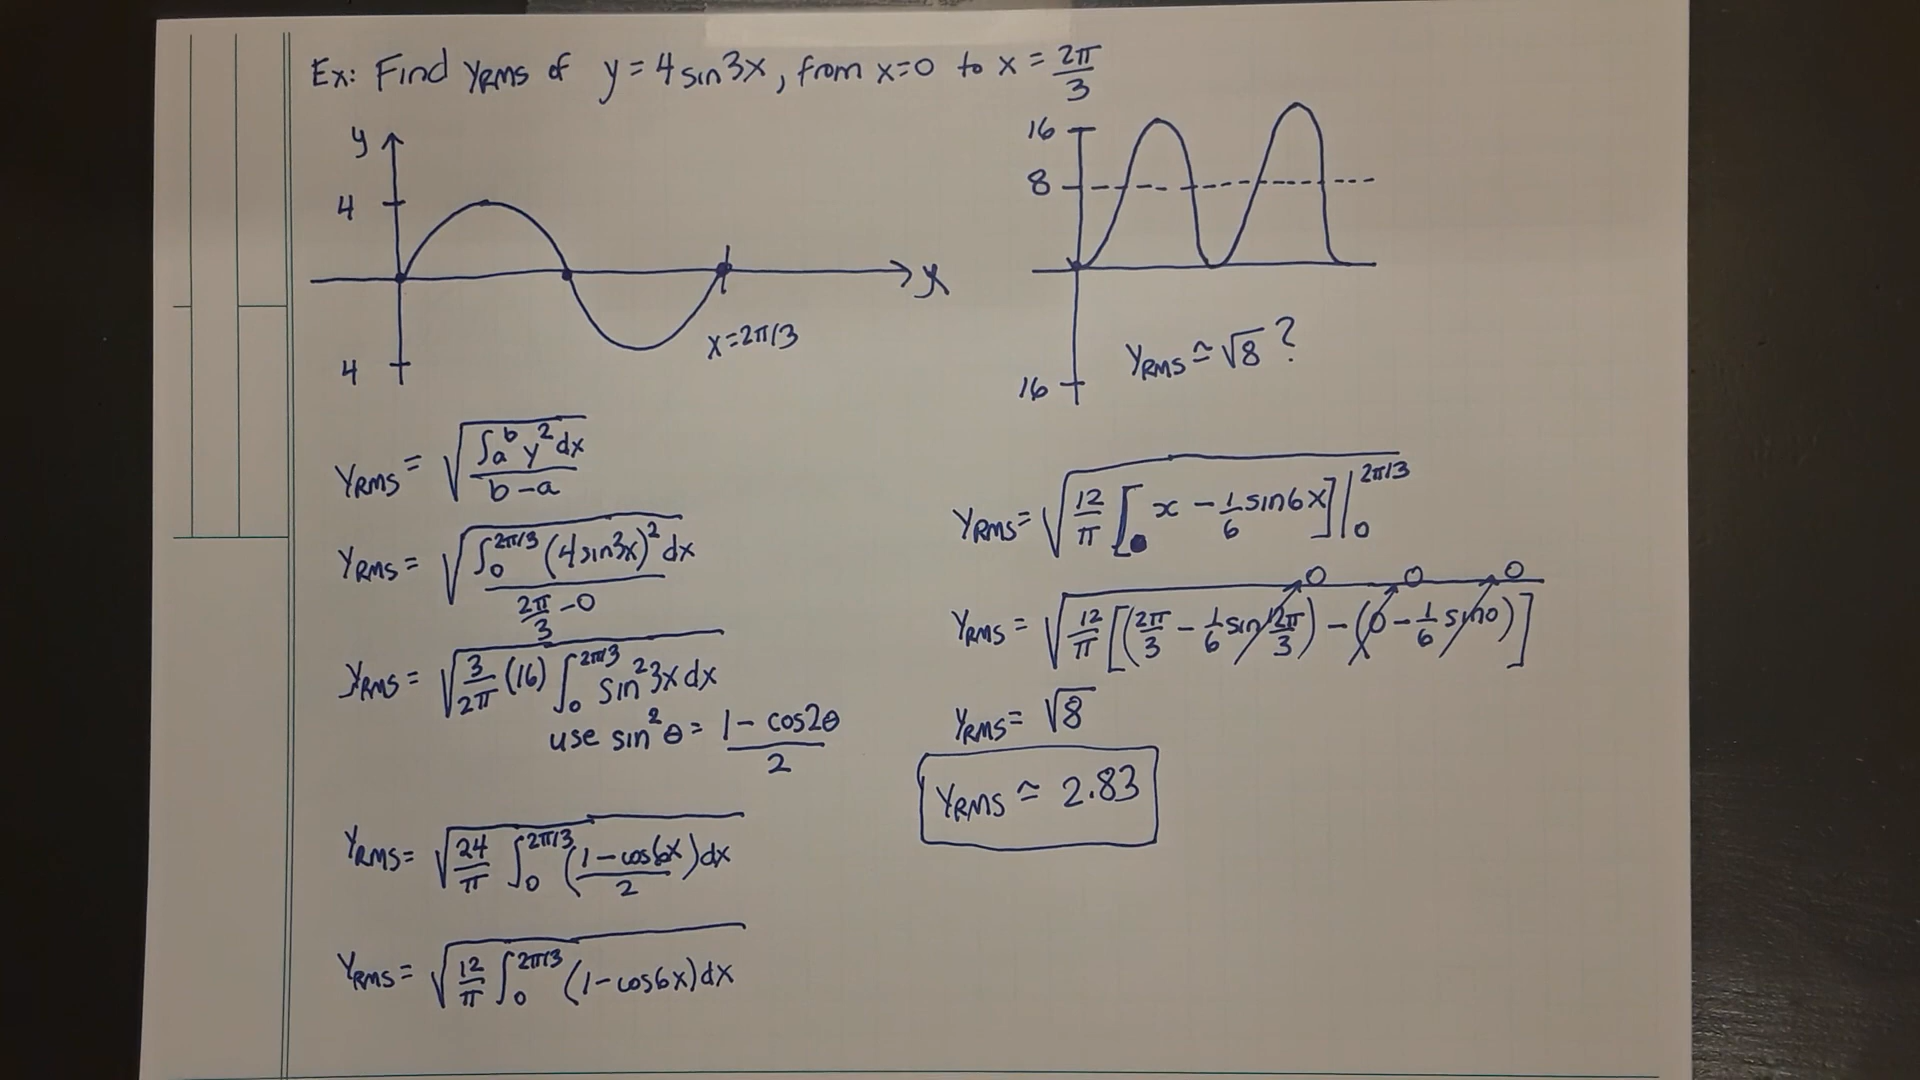 Ex: Find yRMS of y = 4 sin3x, from x=0 to x = 2π/3
y
4
4
x
x=2π/3
16
8
16
yRMS ≃ √8 ?
yRMS = √(∫ₐᵇ y² dx / (b-a))
yRMS = √(∫₀^(2π/3) (4 sin3x)² dx / (2π/3 - 0))
yRMS = √(3/2π (16) ∫₀^(2π/3) sin²3x dx)
use sin²θ = (1 - cos2θ)/2
yRMS = √(24/π ∫₀^(2π/3) ((1-cos6x)/2) dx)
yRMS = √(12/π ∫₀^(2π/3) (1-cos6x) dx)
yRMS = √(12/π [x - 1/6 sin6x] |₀^(2π/3))
0 0 0
yRMS = √(12/π [(2π/3 - 1/6 sin 12π/3) - (0 - 1/6 sin0)])
yRMS = √8
yRMS ≃ 2.83